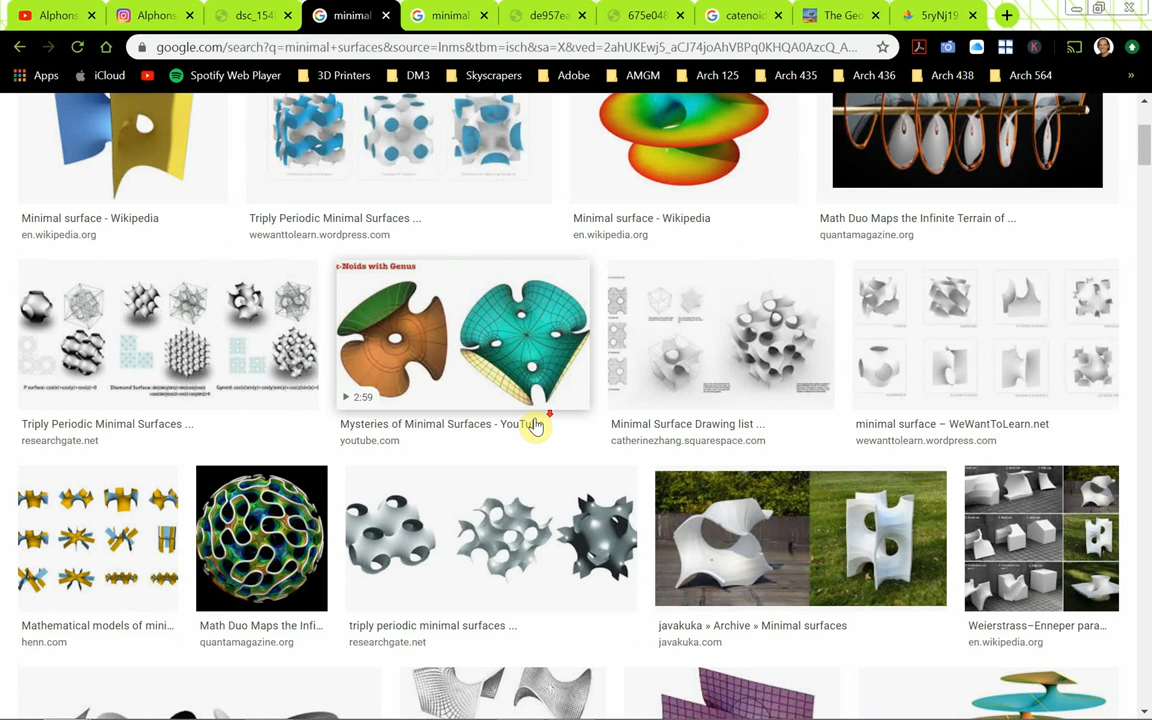 Alphons
Alphons
dsc_154
minimal
minimal
de957ea
675e048
catenoid
The Geo
5ryNj19
google.com/search?q=minimal+surfaces&source=lnms&tbm=isch&sa=X&ved=2ahUKEwj5_aCJ74joAhVBPq0KHQA0AzcQ_A...
Apps
iCloud
Spotify Web Player
3D Printers
DM3
Skyscrapers
Adobe
AMGM
Arch 125
Arch 435
Arch 436
Arch 438
Arch 564
»
Minimal surface - Wikipedia
en.wikipedia.org
Triply Periodic Minimal Surfaces ...
wewanttolearn.wordpress.com
Minimal surface - Wikipedia
en.wikipedia.org
Math Duo Maps the Infinite Terrain of ...
quantamagazine.org
k-Noids with Genus
2:59
Triply Periodic Minimal Surfaces ...
researchgate.net
Mysteries of Minimal Surfaces - YouTube
youtube.com
Minimal Surface Drawing list ...
catherinezhang.squarespace.com
minimal surface – WeWantToLearn.net
wewanttolearn.wordpress.com
Mathematical models of mini...
henn.com
Math Duo Maps the Infi...
quantamagazine.org
triply periodic minimal surfaces ...
researchgate.net
javakuka » Archive » Minimal surfaces
javakuka.com
Weierstrass–Enneper para...
en.wikipedia.org